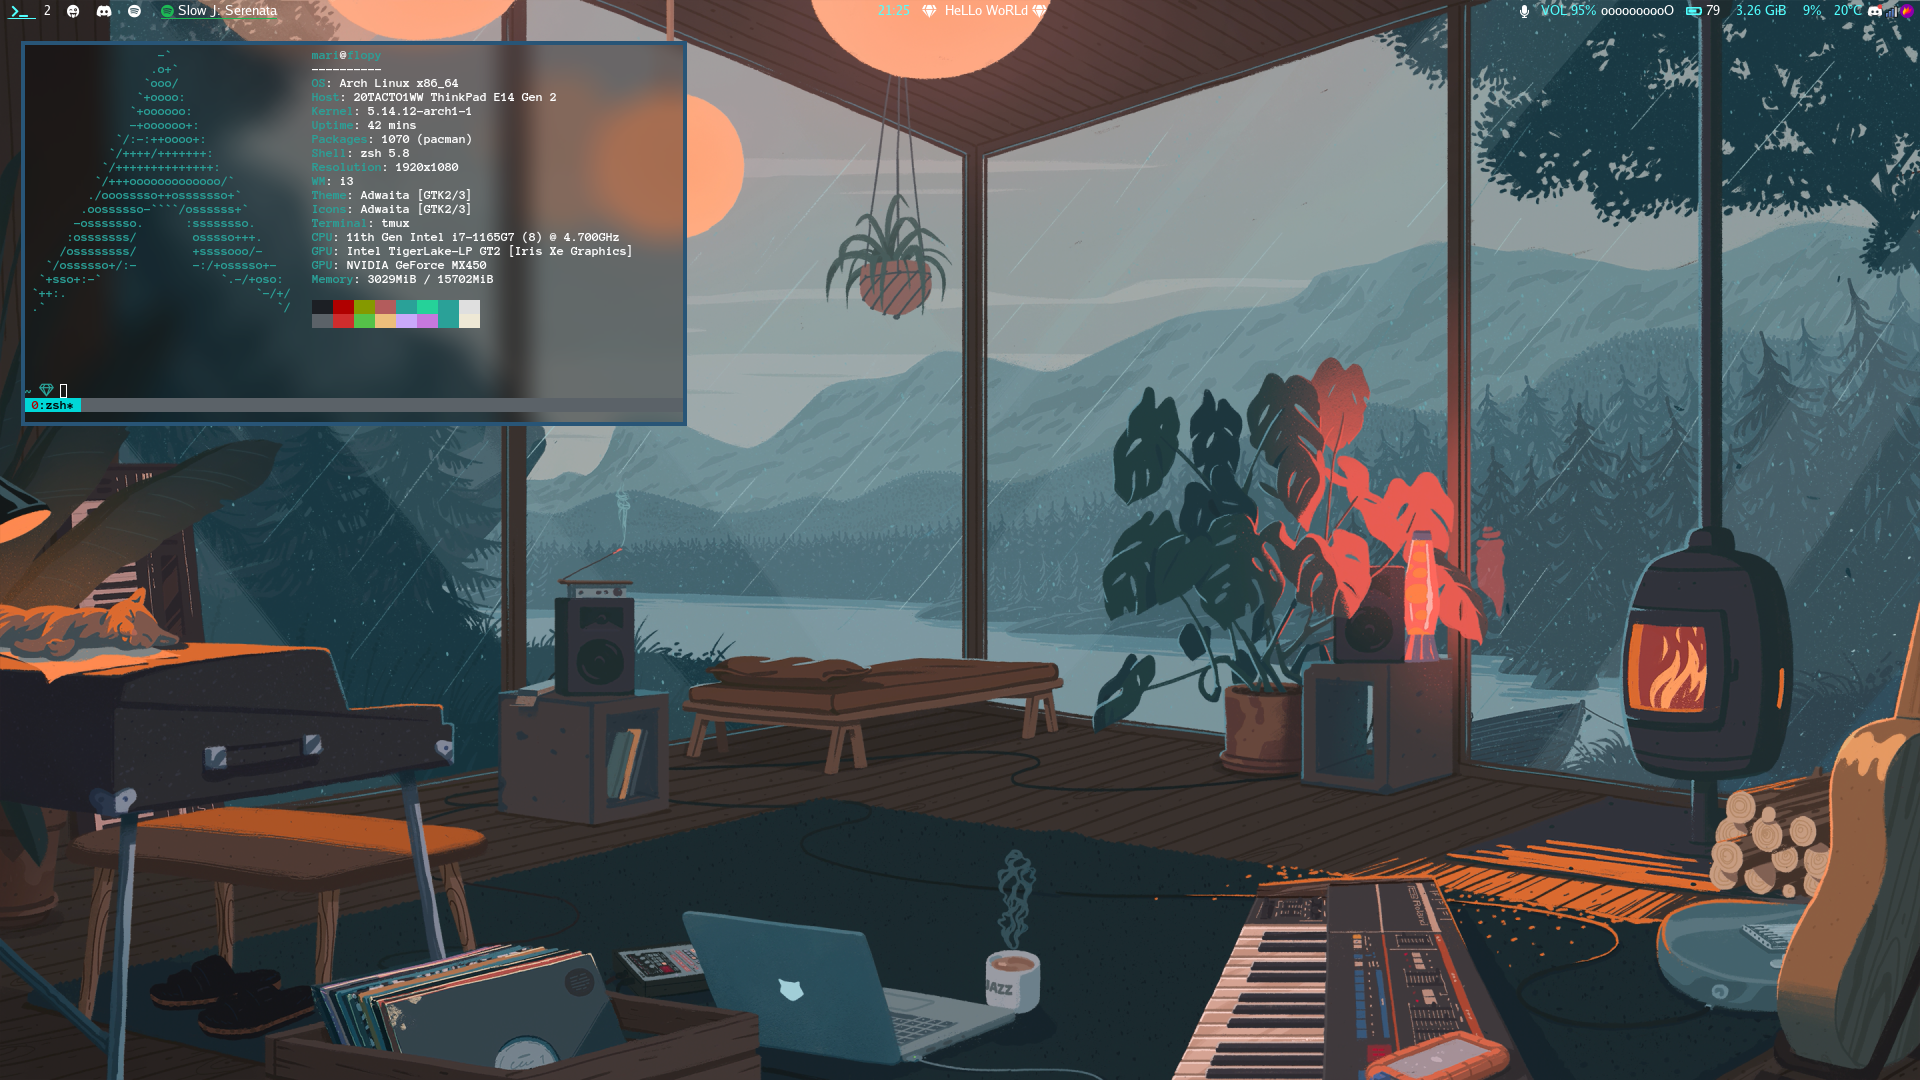 2 Slow J: Serenata
21:25 HeLLo WoRLd
VOL 95% oooooooooO 79 3.26 GiB 9% 20°C
mari@flopy
----------
OS: Arch Linux x86_64
Host: 20TACTO1WW ThinkPad E14 Gen 2
Kernel: 5.14.12-arch1-1
Uptime: 42 mins
Packages: 1070 (pacman)
Shell: zsh 5.8
Resolution: 1920x1080
WM: i3
Theme: Adwaita [GTK2/3]
Icons: Adwaita [GTK2/3]
Terminal: tmux
CPU: 11th Gen Intel i7-1165G7 (8) @ 4.700GHz
GPU: Intel TigerLake-LP GT2 [Iris Xe Graphics]
GPU: NVIDIA GeForce MX450
Memory: 3029MiB / 15702MiB
~
0:zsh*
JAZZ
Roland